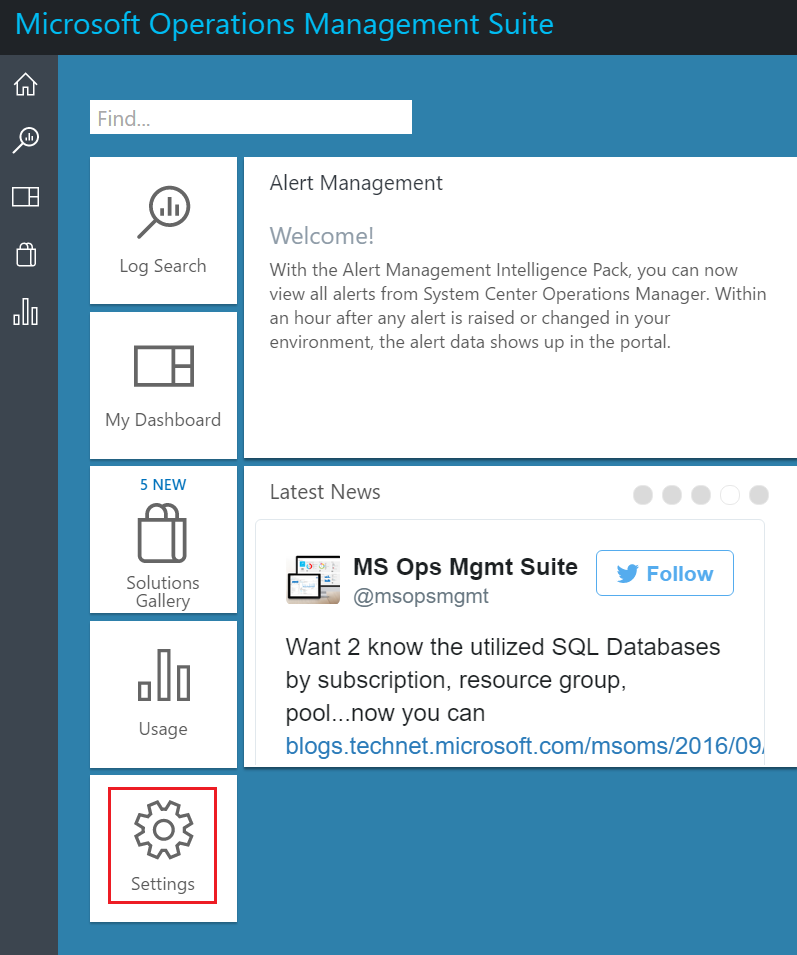 Microsoft Operations Management Suite
Find...
Log Search
My Dashboard
5 NEW
Solutions
Gallery
Usage
Settings
Alert Management
Welcome!
With the Alert Management Intelligence Pack, you can now
view all alerts from System Center Operations Manager. Within
an hour after any alert is raised or changed in your
environment, the alert data shows up in the portal.
Latest News
MS Ops Mgmt Suite
@msopsmgmt
Follow
Want 2 know the utilized SQL Databases
by subscription, resource group,
pool...now you can
blogs.technet.microsoft.com/msoms/2016/09/